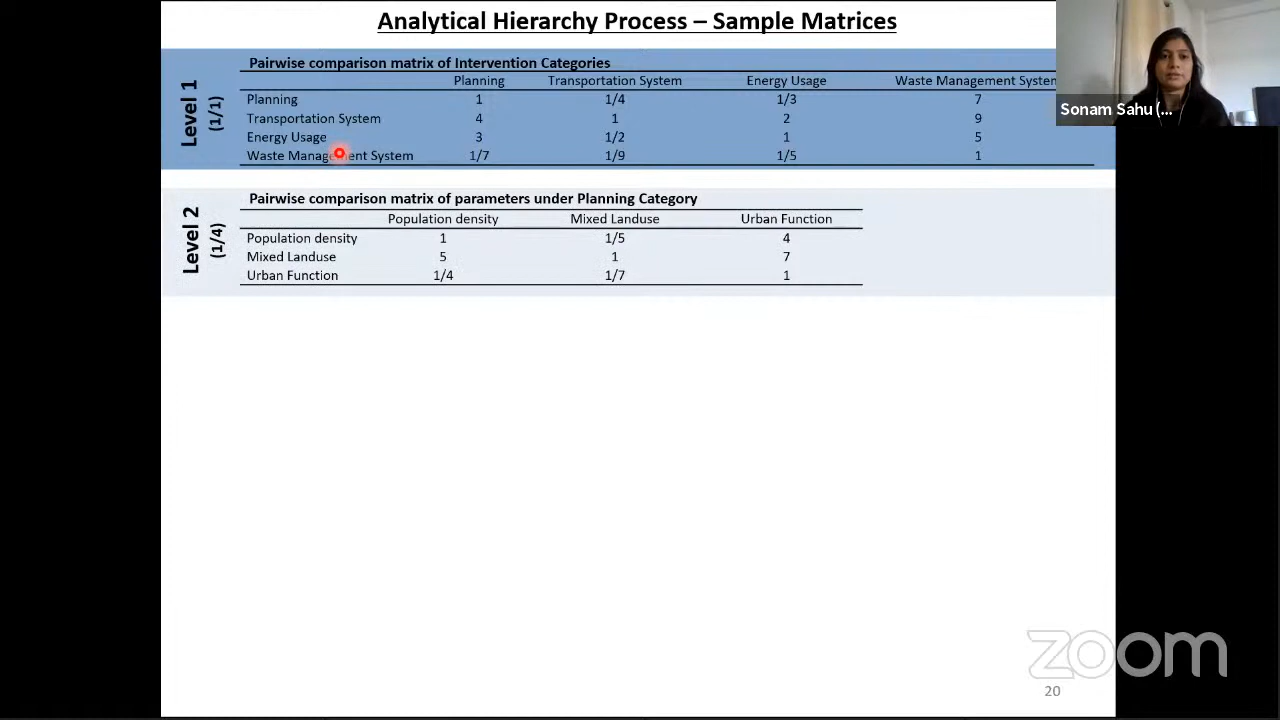 Analytical Hierarchy Process – Sample Matrices
Level 1
(1/1)
Pairwise comparison matrix of Intervention Categories
Planning Transportation System Energy Usage Waste Management System
Planning 1 1/4 1/3 7
Transportation System 4 1 2 9
Energy Usage 3 1/2 1 5
Waste Management System 1/7 1/9 1/5 1
Sonam Sahu (...
Level 2
(1/4)
Pairwise comparison matrix of parameters under Planning Category
Population density Mixed Landuse Urban Function
Population density 1 1/5 4
Mixed Landuse 5 1 7
Urban Function 1/4 1/7 1
zoom
20